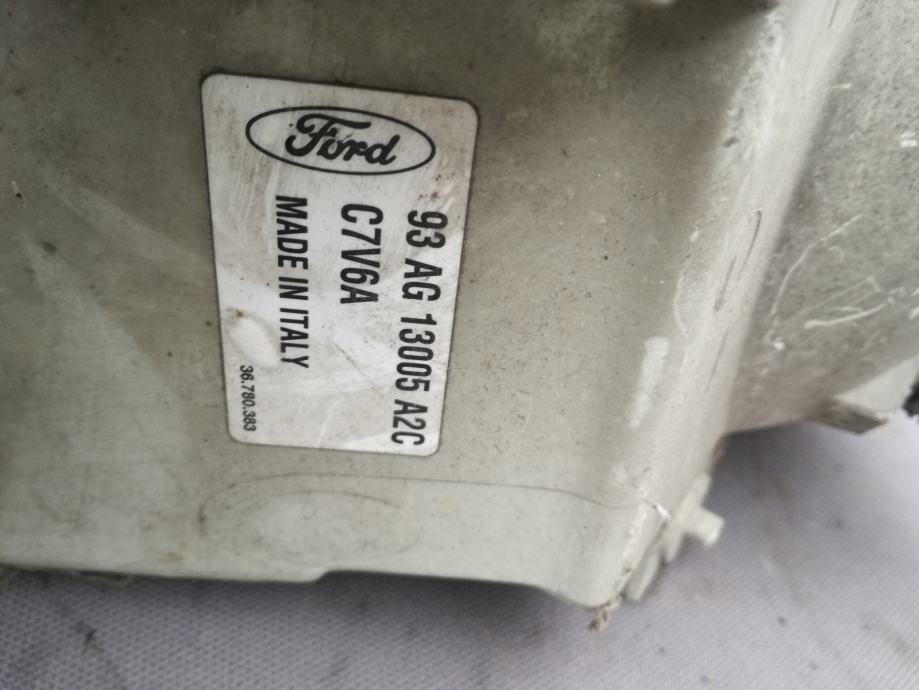 Ford
93 AG 13005 A2C
C7V6A
MADE IN ITALY
36.780.383